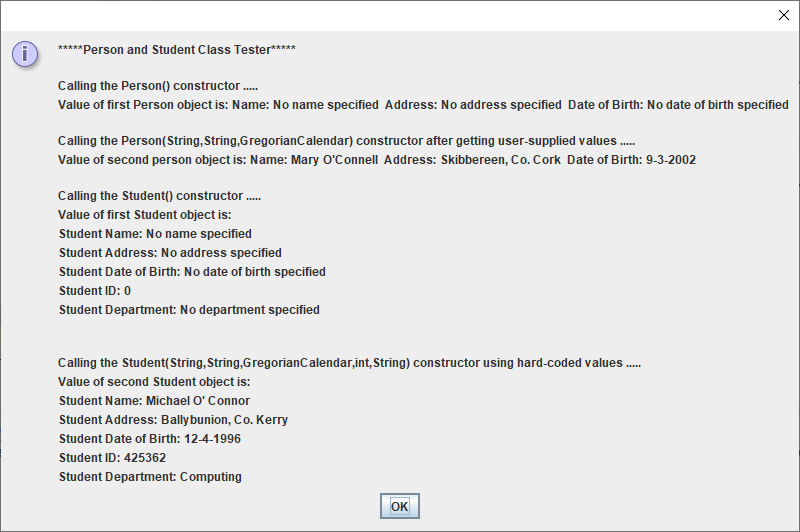 *****Person and Student Class Tester*****
Calling the Person() constructor .....
Value of first Person object is: Name: No name specified  Address: No address specified  Date of Birth: No date of birth specified
Calling the Person(String,String,GregorianCalendar) constructor after getting user-supplied values .....
Value of second person object is: Name: Mary O'Connell  Address: Skibbereen, Co. Cork  Date of Birth: 9-3-2002
Calling the Student() constructor .....
Value of first Student object is:
Student Name: No name specified
Student Address: No address specified
Student Date of Birth: No date of birth specified
Student ID: 0
Student Department: No department specified
Calling the Student(String,String,GregorianCalendar,int,String) constructor using hard-coded values .....
Value of second Student object is:
Student Name: Michael O' Connor
Student Address: Ballybunion, Co. Kerry
Student Date of Birth: 12-4-1996
Student ID: 425362
Student Department: Computing
OK